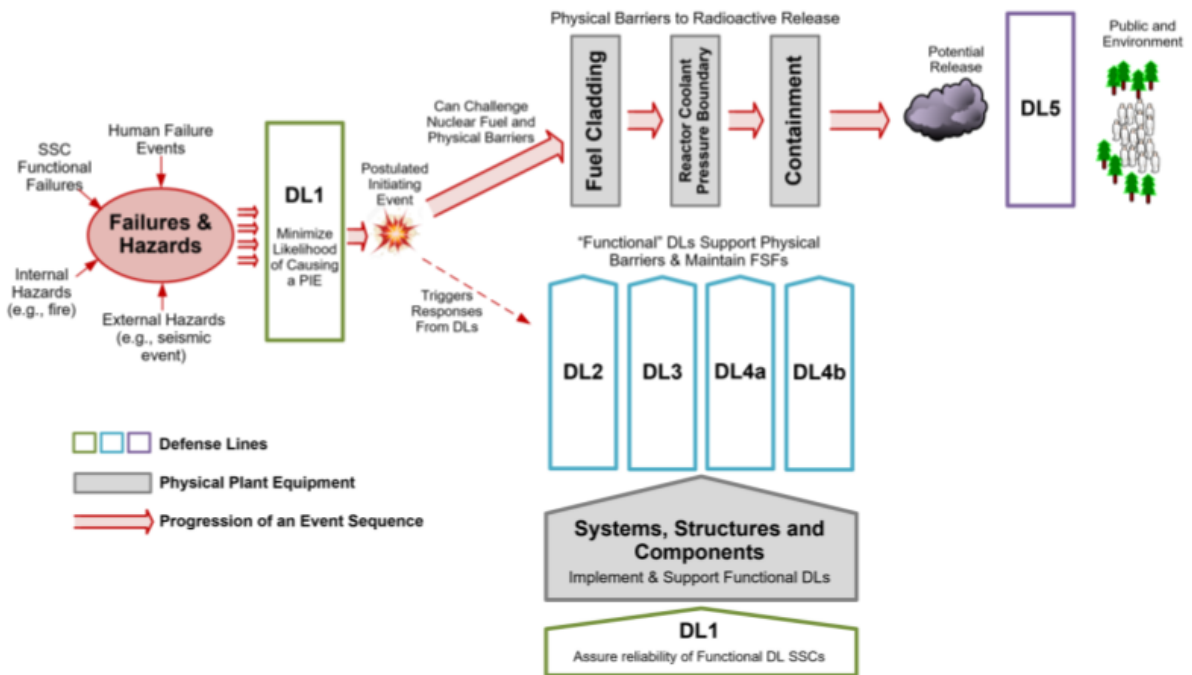 Physical Barriers to Radioactive Release
Public and
Environment
Fuel Cladding
Reactor Coolant
Pressure Boundary
Containment
Potential
Release
DL5
Can Challenge
Nuclear Fuel and
Physical Barriers
Human Failure
Events
SSC
Functional
Failures
Failures &
Hazards
Internal
Hazards
(e.g., fire)
External Hazards
(e.g., seismic
event)
DL1
Minimize
Likelihood
of Causing
a PIE
Postulated
Initiating
Event
Triggers
Responses
From DLs
“Functional” DLs Support Physical
Barriers & Maintain FSFs
DL2
DL3
DL4a
DL4b
Defense Lines
Physical Plant Equipment
Progression of an Event Sequence
Systems, Structures and
Components
Implement & Support Functional DLs
DL1
Assure reliability of Functional DL SSCs